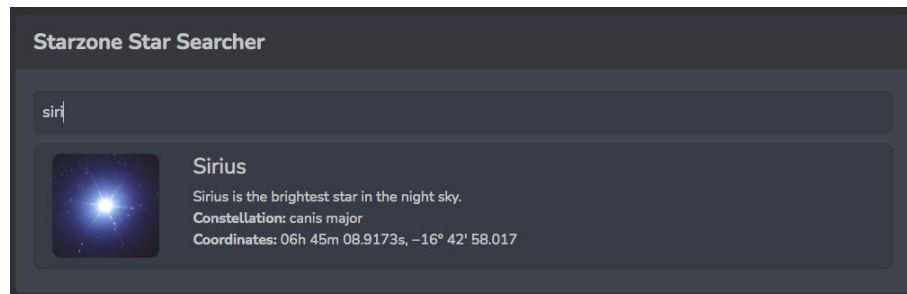 Starzone Star Searcher
siri
Sirius
Sirius is the brightest star in the night sky.
Constellation: canis major
Coordinates: 06h 45m 08.9173s, −16° 42' 58.017